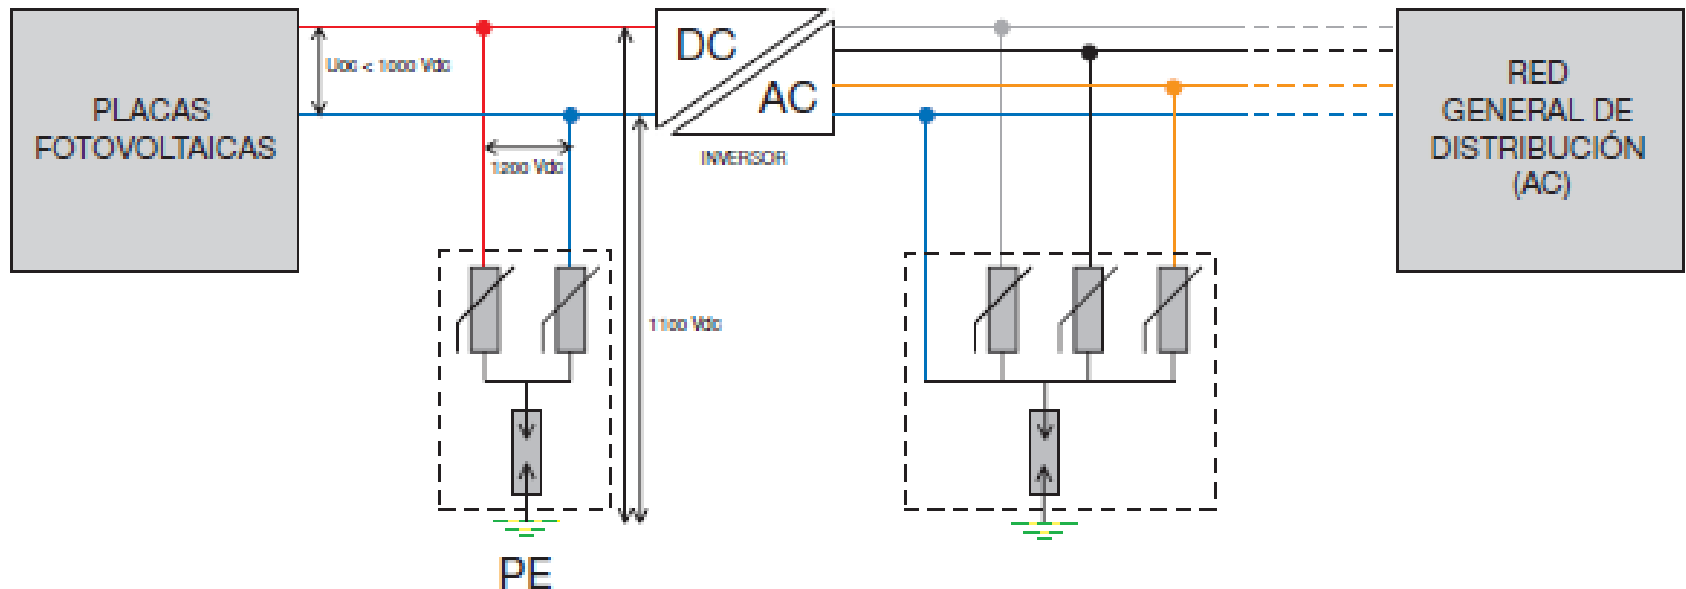 PLACAS
FOTOVOLTAICAS
Uoc < 1000 Vdc
1200 Vdc
1100 Vdc
DC
AC
INVERSOR
RED
GENERAL DE
DISTRIBUCIÓN
(AC)
PE